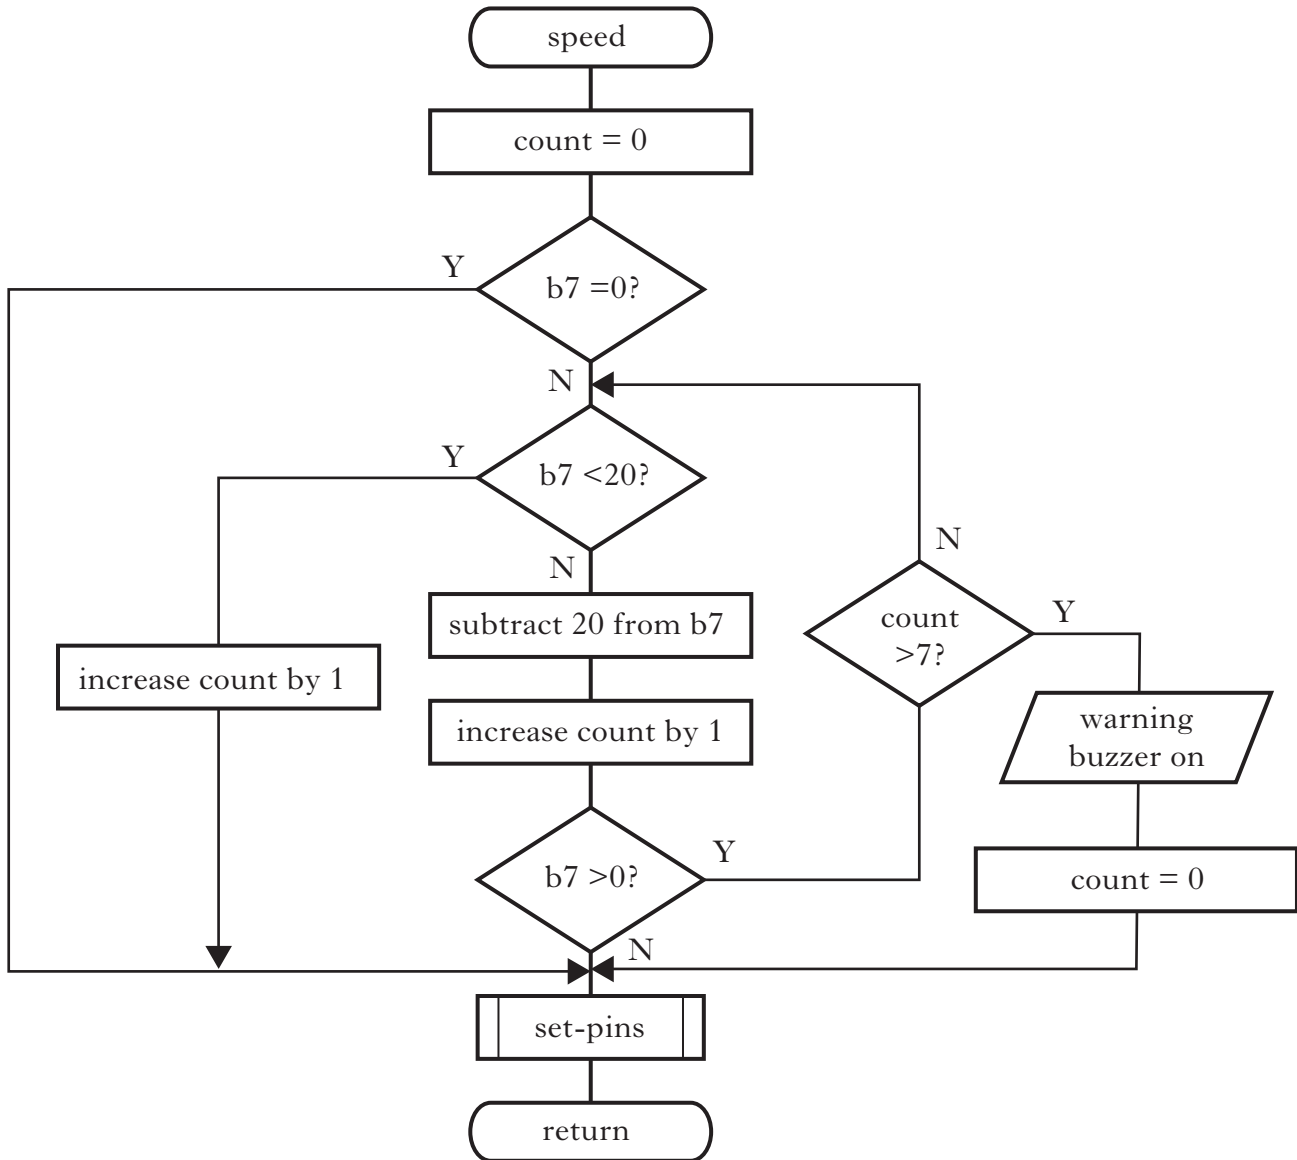 speed
count = 0
Y
b7 =0?
N
Y
b7 <20?
N
N
subtract 20 from b7
count
>7?
Y
increase count by 1
increase count by 1
warning
buzzer on
b7 >0?
Y
count = 0
N
set-pins
return